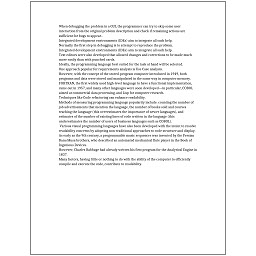 When debugging the problem in a GUI, the programmer can try to skip some user
interaction from the original problem description and check if remaining actions are
sufficient for bugs to appear.
Integrated development environments (IDEs) aim to integrate all such help.
Normally the first step in debugging is to attempt to reproduce the problem.
Integrated development environments (IDEs) aim to integrate all such help.
Text editors were also developed that allowed changes and corrections to be made much
more easily than with punched cards.
Ideally, the programming language best suited for the task at hand will be selected.
One approach popular for requirements analysis is Use Case analysis.
However, with the concept of the stored-program computer introduced in 1949, both
programs and data were stored and manipulated in the same way in computer memory.
FORTRAN, the first widely used high-level language to have a functional implementation,
came out in 1957, and many other languages were soon developed—in particular, COBOL
aimed at commercial data processing, and Lisp for computer research.
Techniques like Code refactoring can enhance readability.
Methods of measuring programming language popularity include: counting the number of
job advertisements that mention the language, the number of books sold and courses
teaching the language (this overestimates the importance of newer languages), and
estimates of the number of existing lines of code written in the language (this
underestimates the number of users of business languages such as COBOL).
Various visual programming languages have also been developed with the intent to resolve
readability concerns by adopting non-traditional approaches to code structure and display.
As early as the 9th century, a programmable music sequencer was invented by the Persian
Banu Musa brothers, who described an automated mechanical flute player in the Book of
Ingenious Devices.
However, Charles Babbage had already written his first program for the Analytical Engine in
1837.
Many factors, having little or nothing to do with the ability of the computer to efficiently
compile and execute the code, contribute to readability.